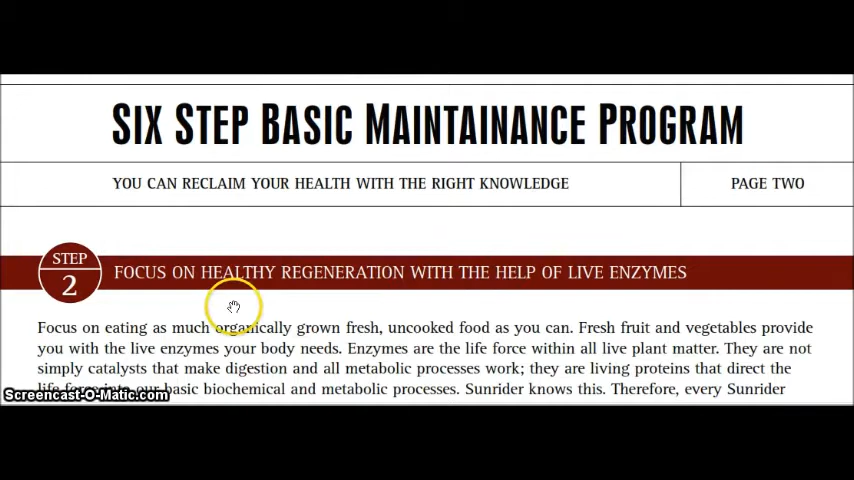 SIX STEP BASIC MAINTAINANCE PROGRAM
YOU CAN RECLAIM YOUR HEALTH WITH THE RIGHT KNOWLEDGE
PAGE TWO
STEP
2
FOCUS ON HEALTHY REGENERATION WITH THE HELP OF LIVE ENZYMES
Focus on eating as much organically grown fresh, uncooked food as you can. Fresh fruit and vegetables provide
you with the live enzymes your body needs. Enzymes are the life force within all live plant matter. They are not
simply catalysts that make digestion and all metabolic processes work; they are living proteins that direct the
life force into our basic biochemical and metabolic processes. Sunrider knows this. Therefore, every Sunrider
Screencast-O-Matic.com